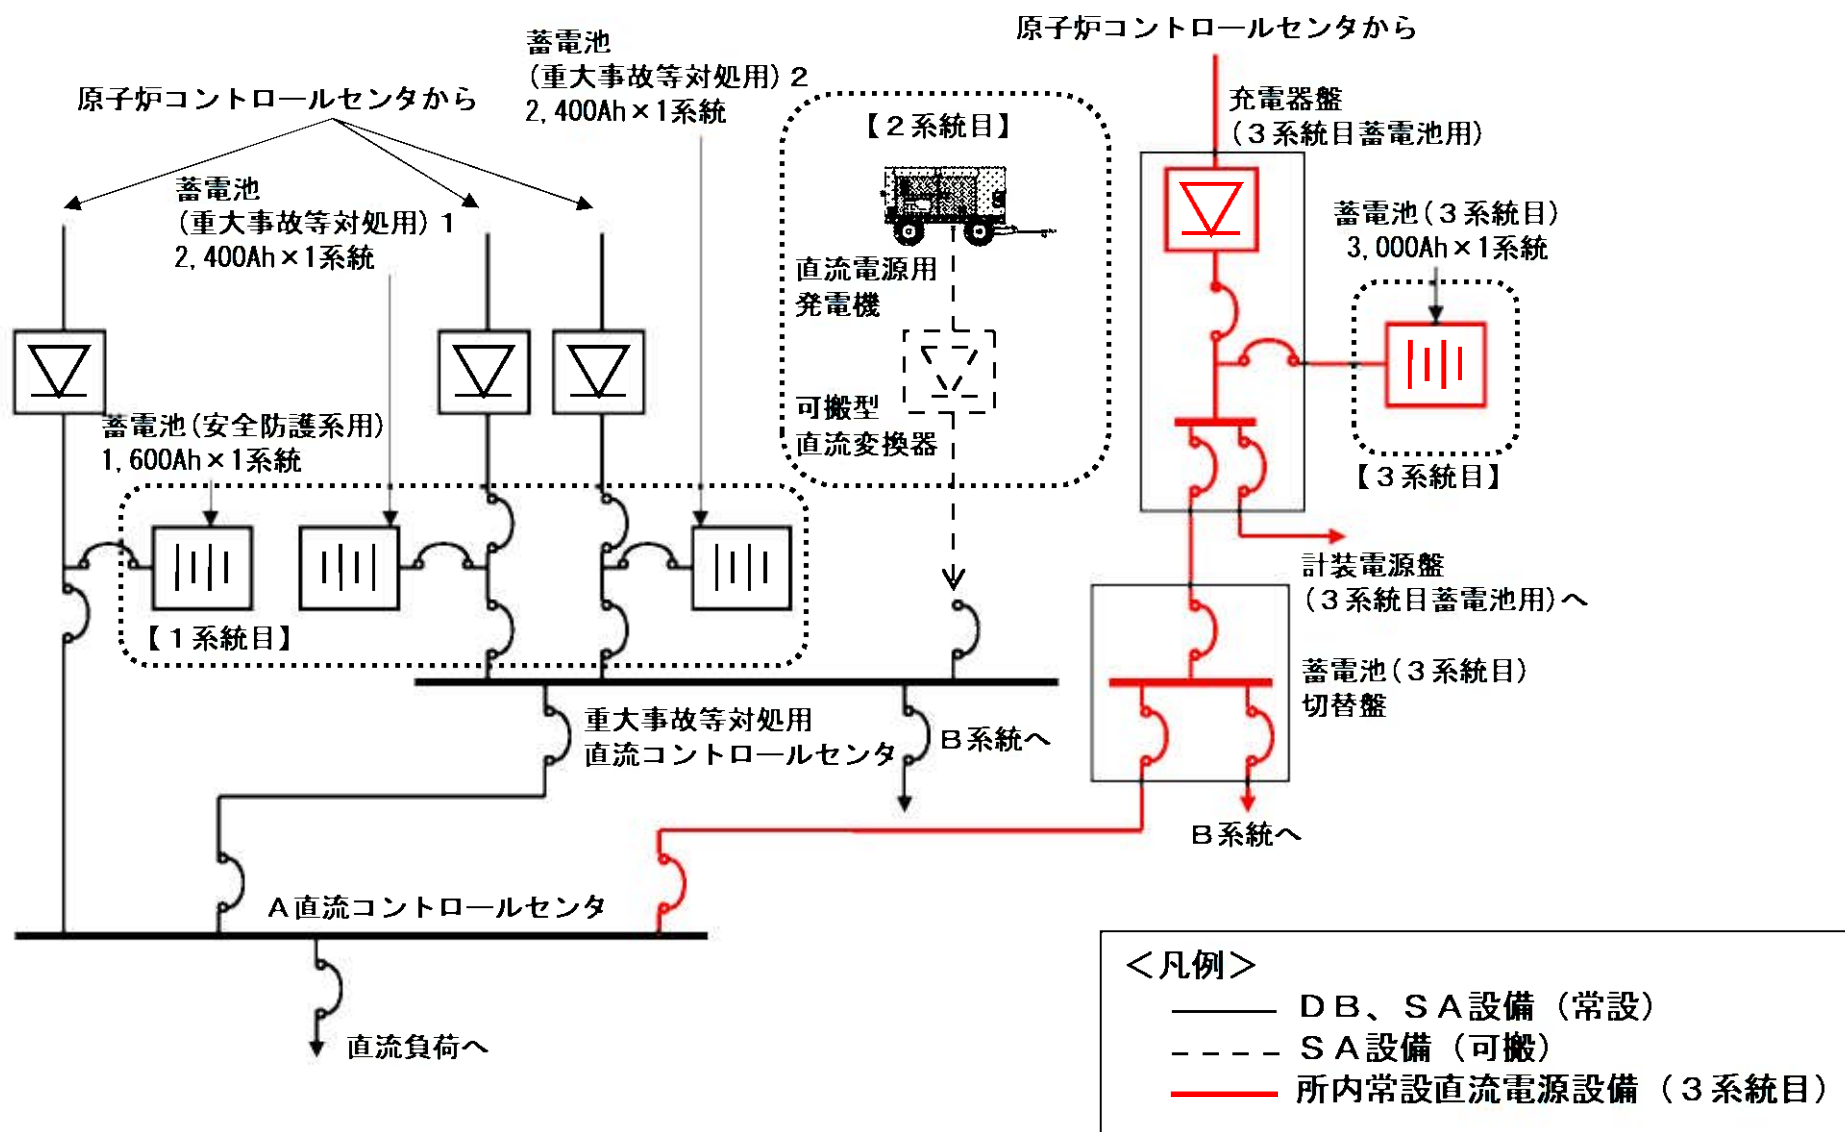 原子炉コントロールセンタから
蓄電池
(重大事故等対処用)２
2,400Ah×1系統
原子炉コントロールセンタから
蓄電池
(重大事故等対処用)１
2,400Ah×1系統
【２系統目】
充電器盤
(３系統目蓄電池用)
蓄電池(３系統目)
3,000Ah×1系統
直流電源用
発電機
可搬型
直流変換器
蓄電池(安全防護系用)
1,600Ah×1系統
【３系統目】
【１系統目】
計装電源盤
(３系統目蓄電池用)へ
蓄電池(３系統目)
切替盤
重大事故等対処用
直流コントロールセンタ
Ｂ系統へ
Ｂ系統へ
Ａ直流コントロールセンタ
直流負荷へ
＜凡例＞
ＤＢ、ＳＡ設備（常設）
ＳＡ設備（可搬）
所内常設直流電源設備（３系統目）